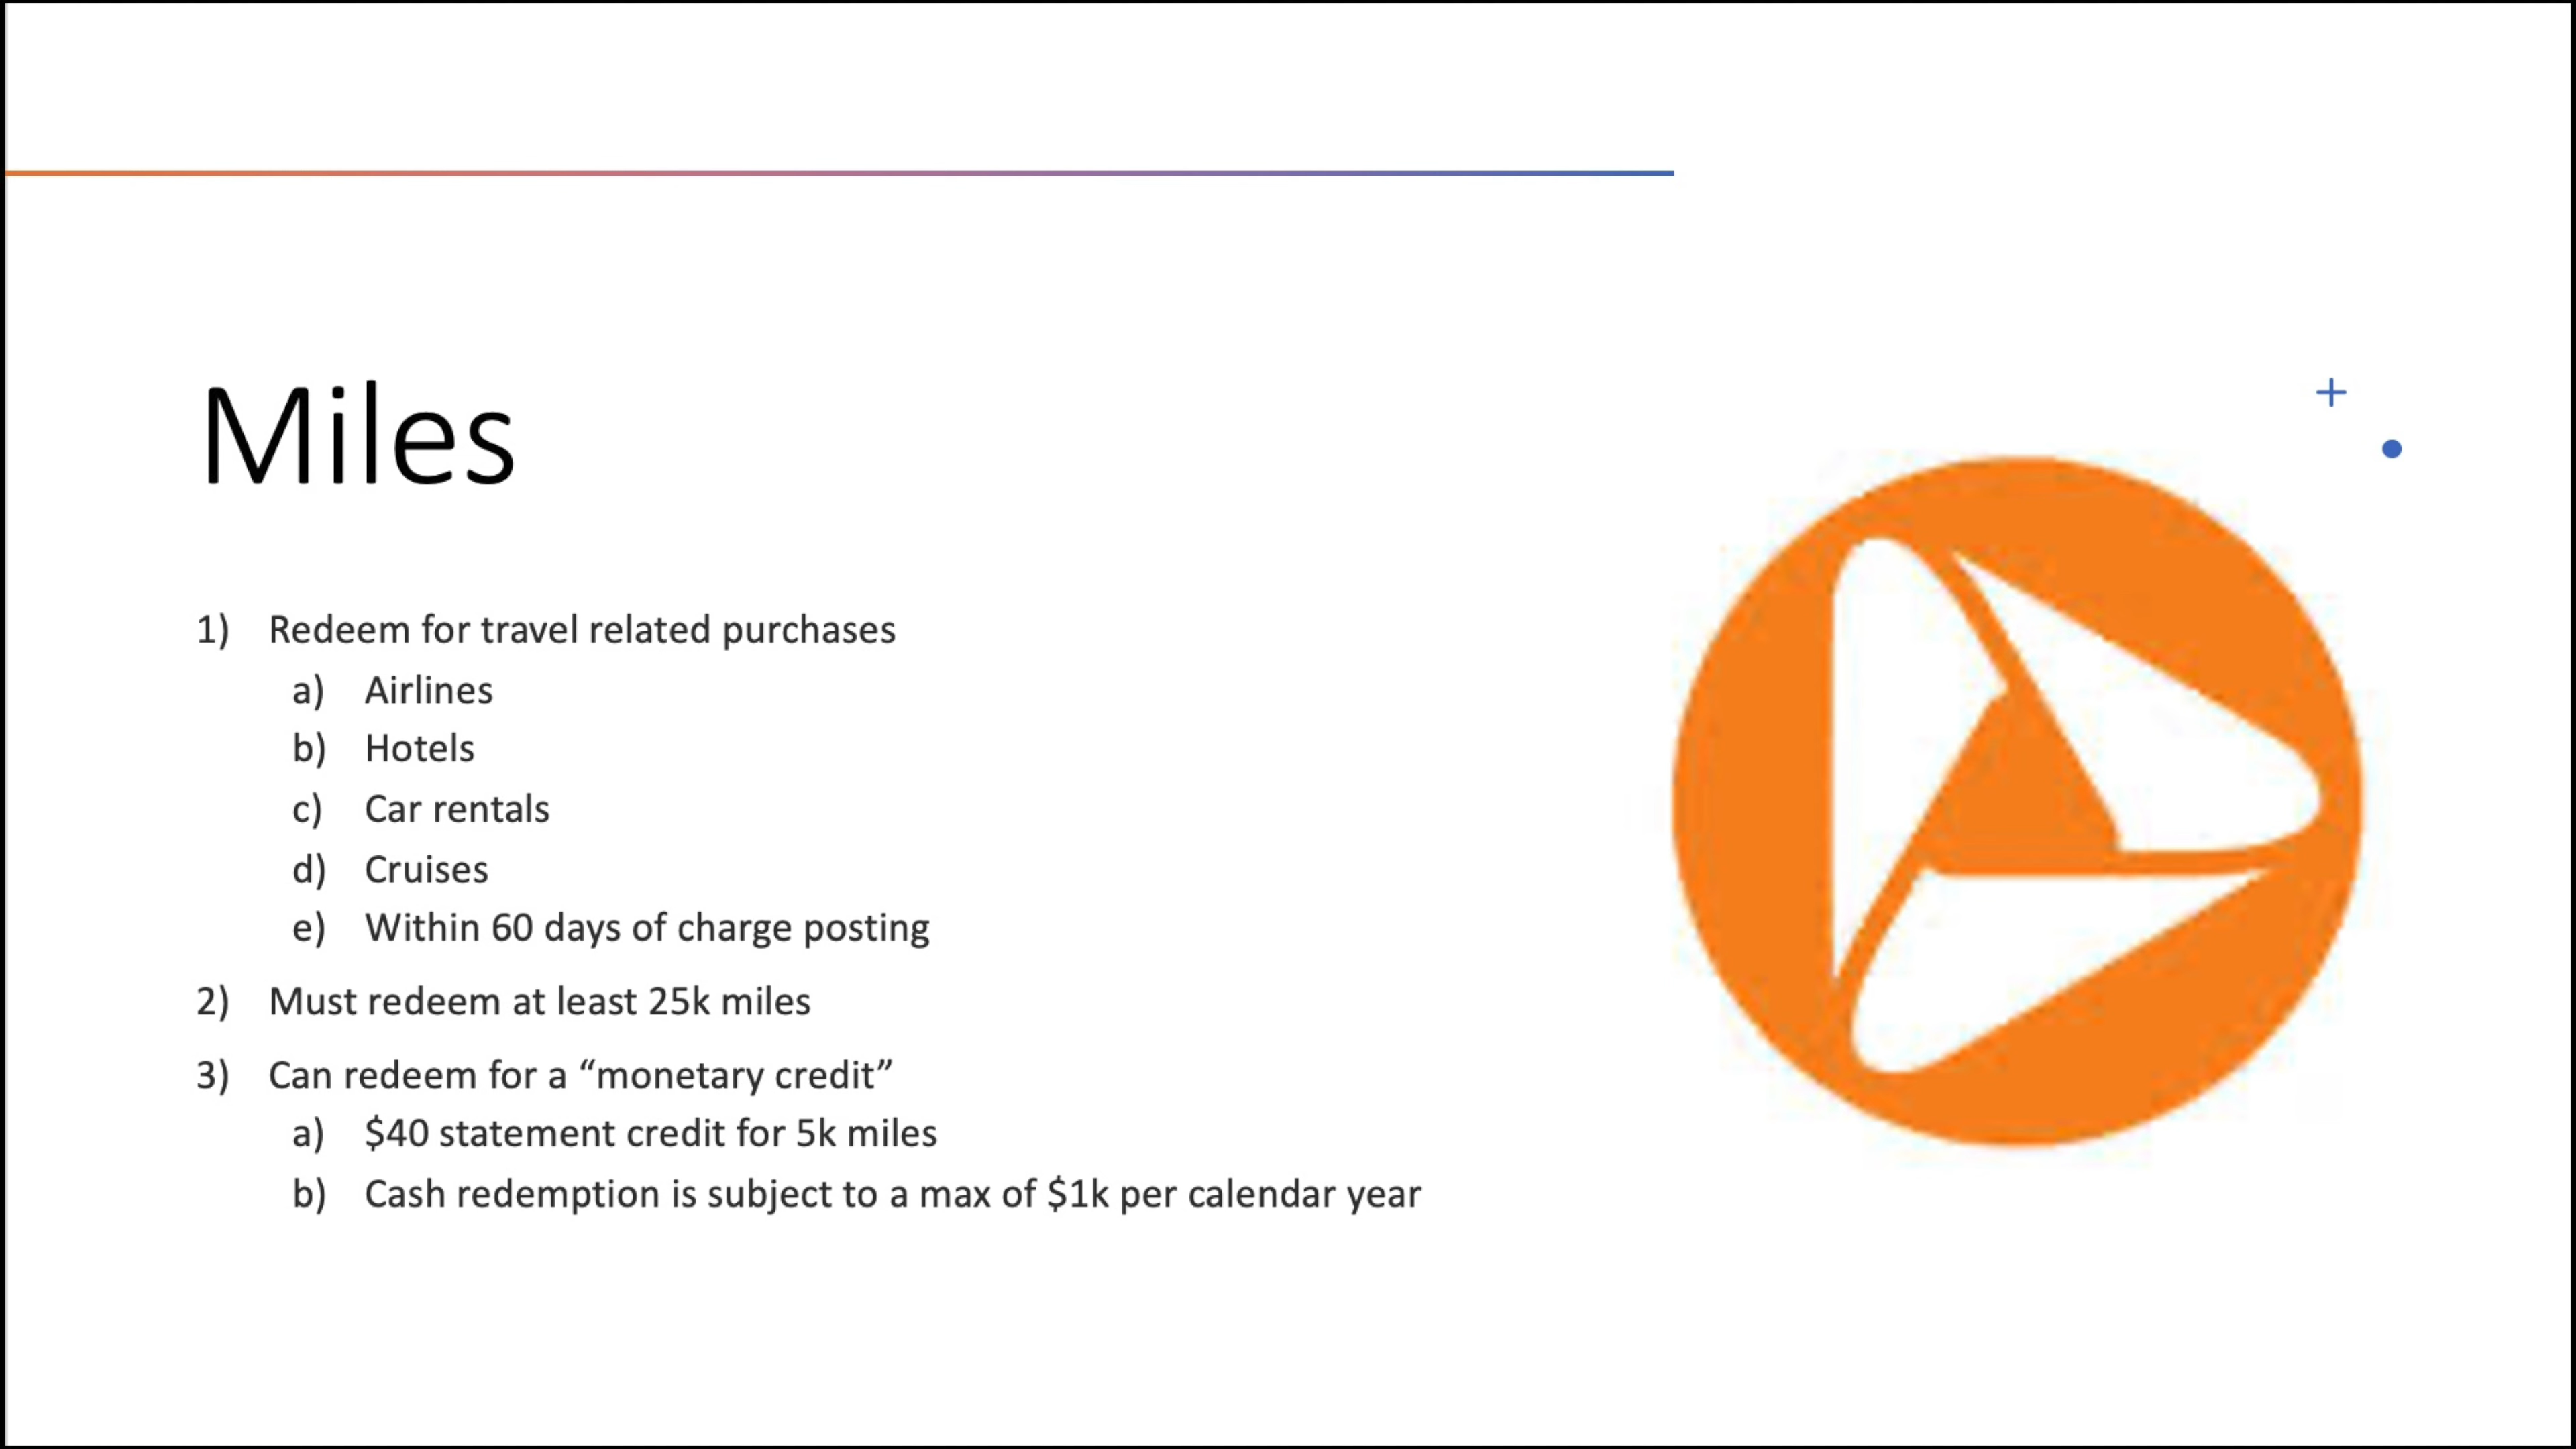 Miles
1) Redeem for travel related purchases
a) Airlines
b) Hotels
c) Car rentals
d) Cruises
e) Within 60 days of charge posting
2) Must redeem at least 25k miles
3) Can redeem for a “monetary credit”
a) $40 statement credit for 5k miles
b) Cash redemption is subject to a max of $1k per calendar year